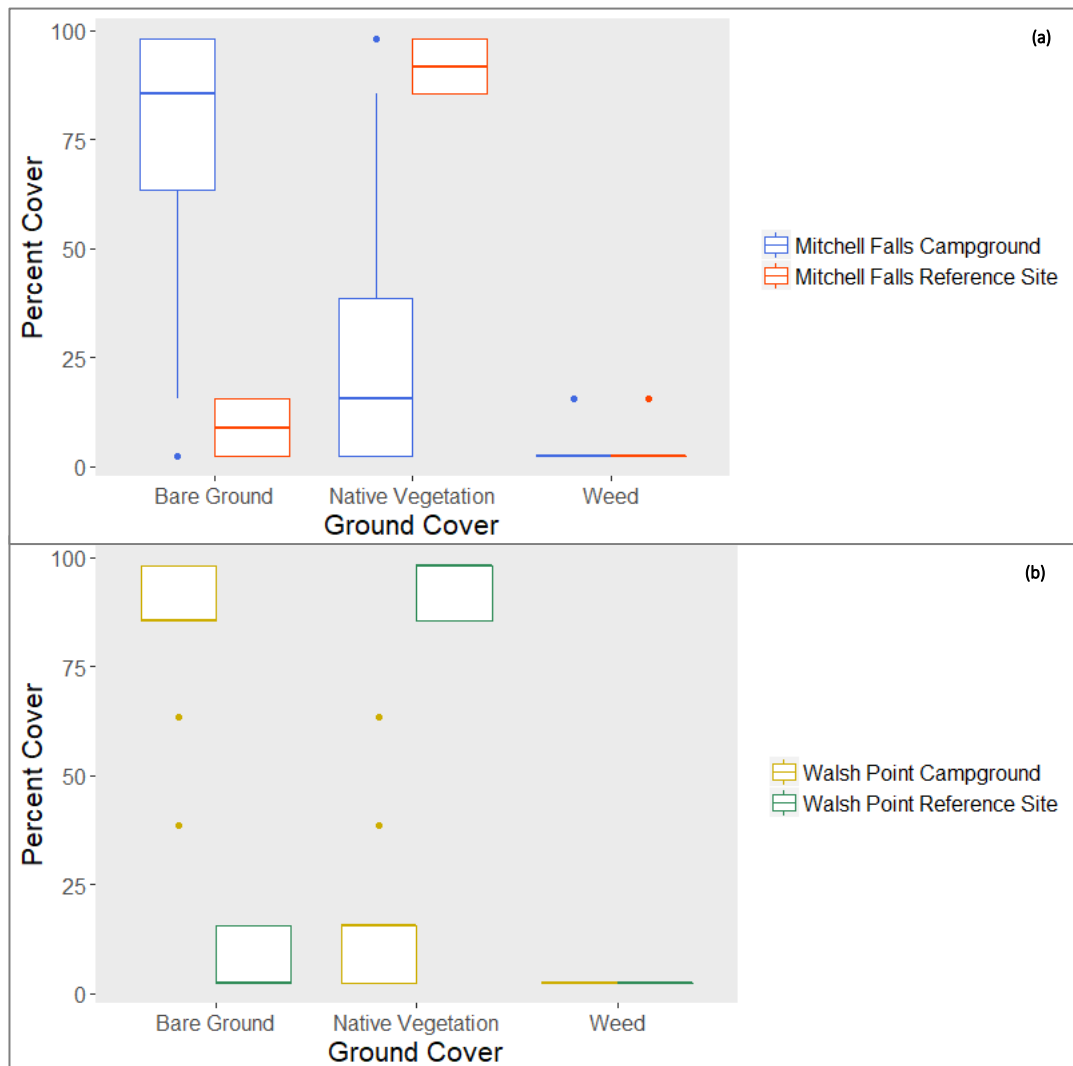 (a)
Percent Cover
100
75
50
25
0
Bare Ground
Native Vegetation
Weed
Ground Cover
Mitchell Falls Campground
Mitchell Falls Reference Site
(b)
Percent Cover
100
75
50
25
0
Bare Ground
Native Vegetation
Weed
Ground Cover
Walsh Point Campground
Walsh Point Reference Site